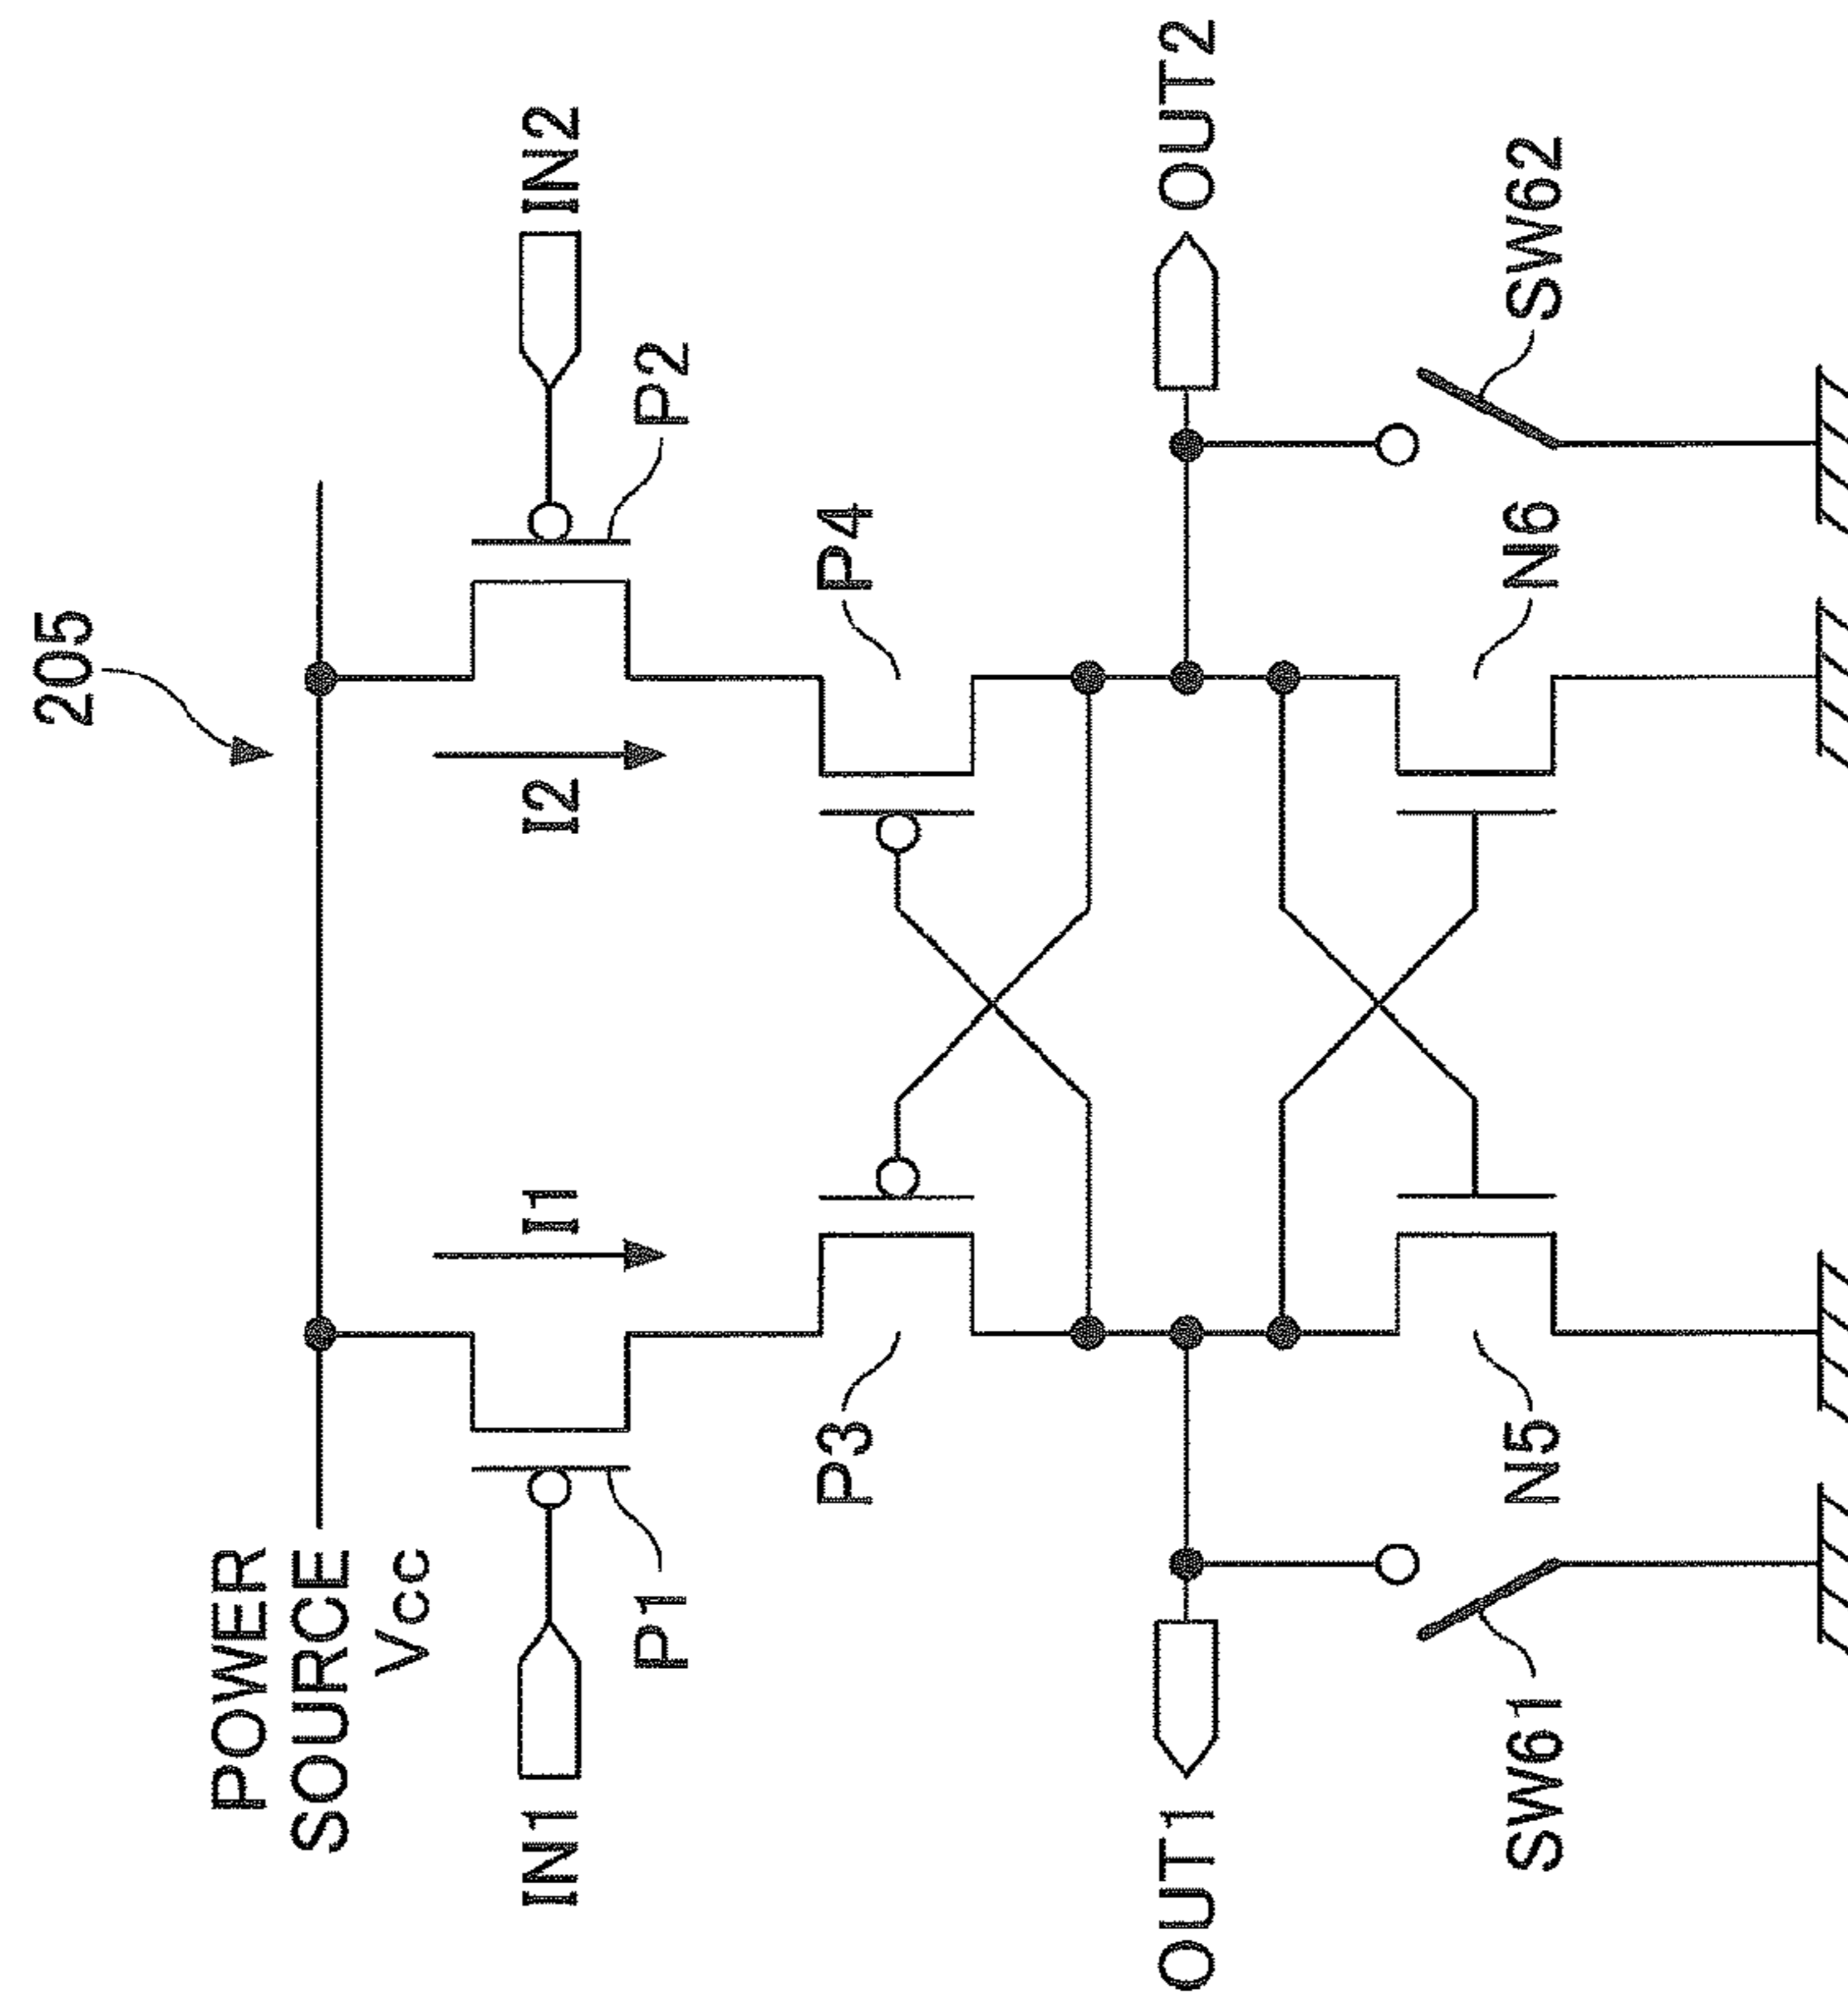 205
POWER
SOURCE
Vcc
IN1
I1
I2
IN2
P1
P2
P3
P4
OUT1
OUT2
SW61
N5
N6
SW62